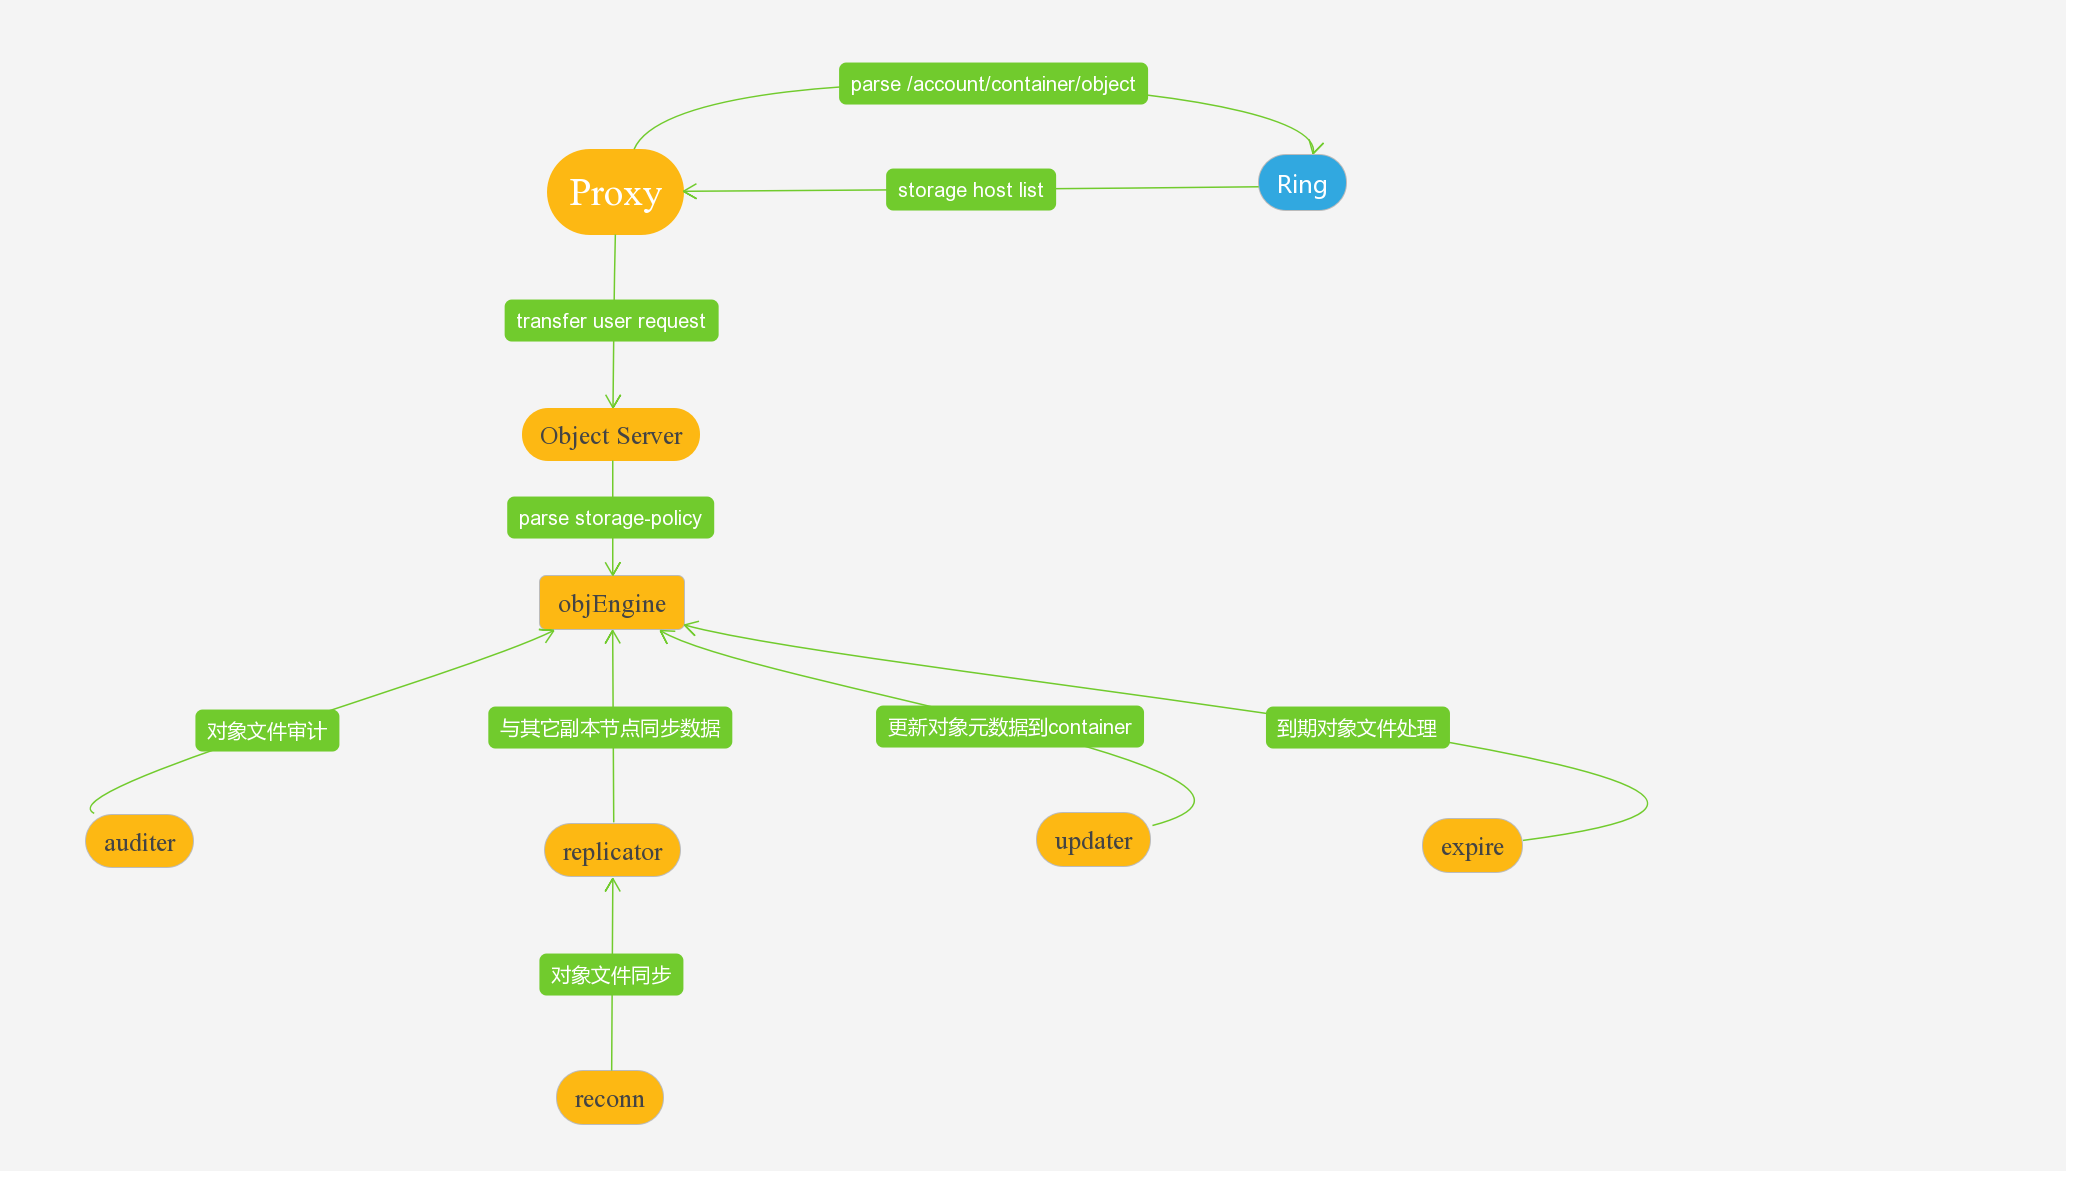 parse /account/container/object
Proxy
storage host list
Ring
transfer user request
Object Server
parse storage-policy
objEngine
对象文件审计
与其它副本节点同步数据
更新对象元数据到container
到期对象文件处理
auditer
replicator
updater
expire
对象文件同步
reconn